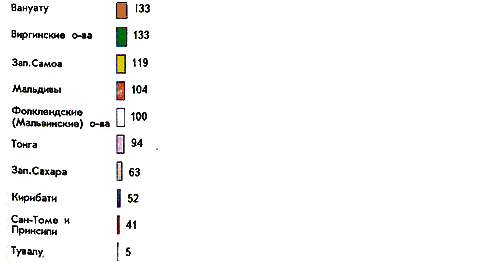 Вануату 133
Виргинские о-ва 133
Зап.Самоа 119
Мальдивы 104
Фолклендские
(Мальвинские) о-ва 100
Тонга 94
Зап.Сахара 63
Кирибати 52
Сан-Томе и
Принсипи 41
Тувалу 5